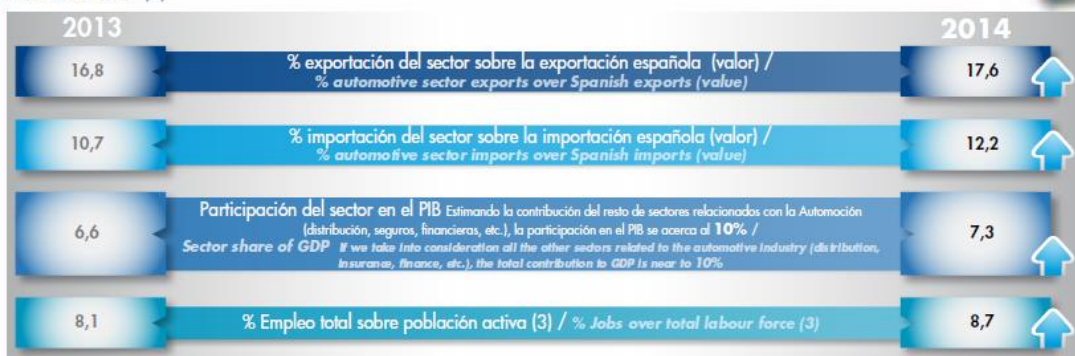 2013
2014
16,8
% exportación del sector sobre la exportación española (valor) /
% automotive sector exports over Spanish exports (value)
17,6
10,7
% importación del sector sobre la importación española (valor) /
% automotive sector imports over Spanish imports (value)
12,2
6,6
Participación del sector en el PIB Estimando la contribución del resto de sectores relacionados con la Automoción
(distribución, seguros, financieras, etc.), la participación en el PIB se acerca al 10% /
Sector share of GDP If we take into consideration all the other sectors related to the automotive industry (distribution,
insurance, finance, etc.), the total contribution to GDP is near to 10%
7,3
8,1
% Empleo total sobre población activa (3) / % Jobs over total labour force (3)
8,7